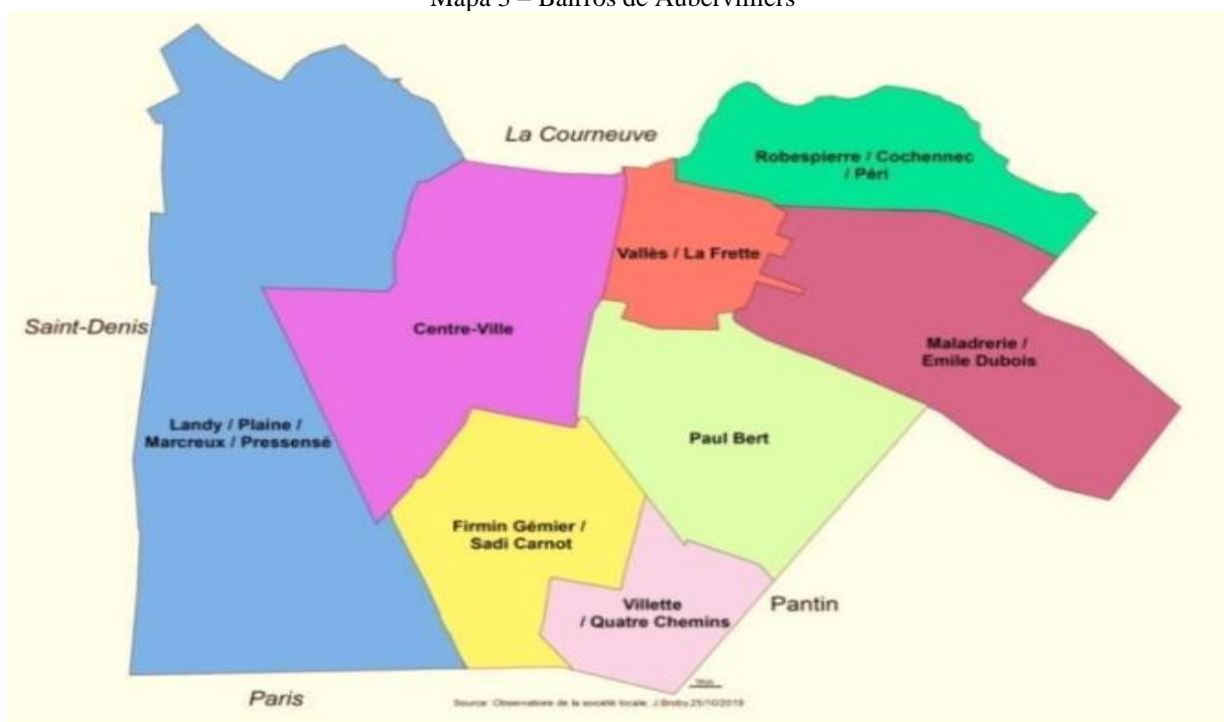 Mapa 3 – Bairros de Aubervilliers
La Courneuve
Robespierre / Cochennec
/ Péri
Vallès / La Frette
Saint-Denis
Centre-Ville
Maladrerie /
Emile Dubois
Landy / Plaine /
Marcreux / Pressensé
Paul Bert
Firmin Gémier /
Sadi Carnot
Villette
/ Quatre Chemins
Pantin
Paris
Source: Observatoire de la société locale, J.Broby,25/10/2019